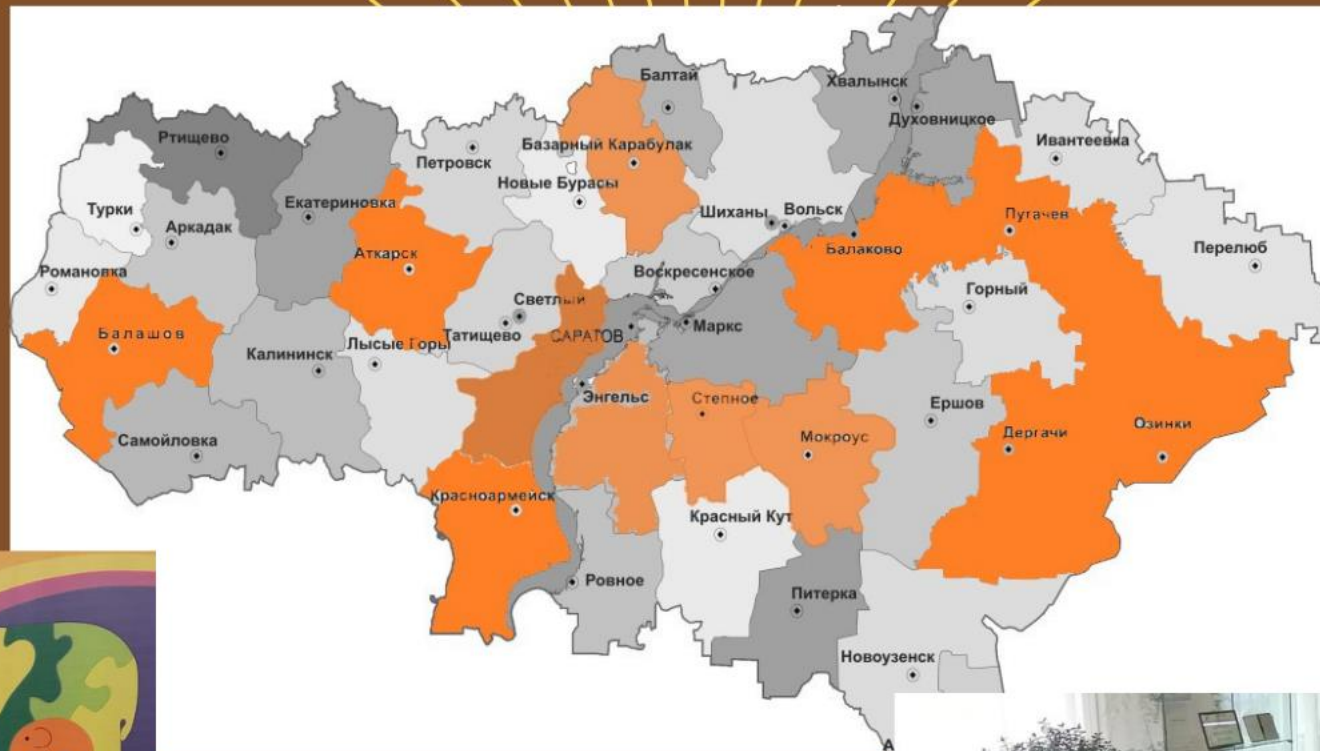 Балтай
Хвалынск
Духовницкое
Ртищево
Петровск
Базарный Карабулак
Ивантеевка
Новые Бурасы
Екатериновка
Турки
Аркадак
Шиханы
Вольск
Пугачев
Балаково
Перелюб
Аткарск
Романовка
Воскресенское
Горный
Светлый
Татищево
САРАТОВ
Маркс
Балашов
Калининск
Лысые Горы
Энгельс
Степное
Ершов
Самойловка
Мокроус
Дергачи
Озинки
Красноармейск
Красный Кут
Ровное
Питерка
Новоузенск
А